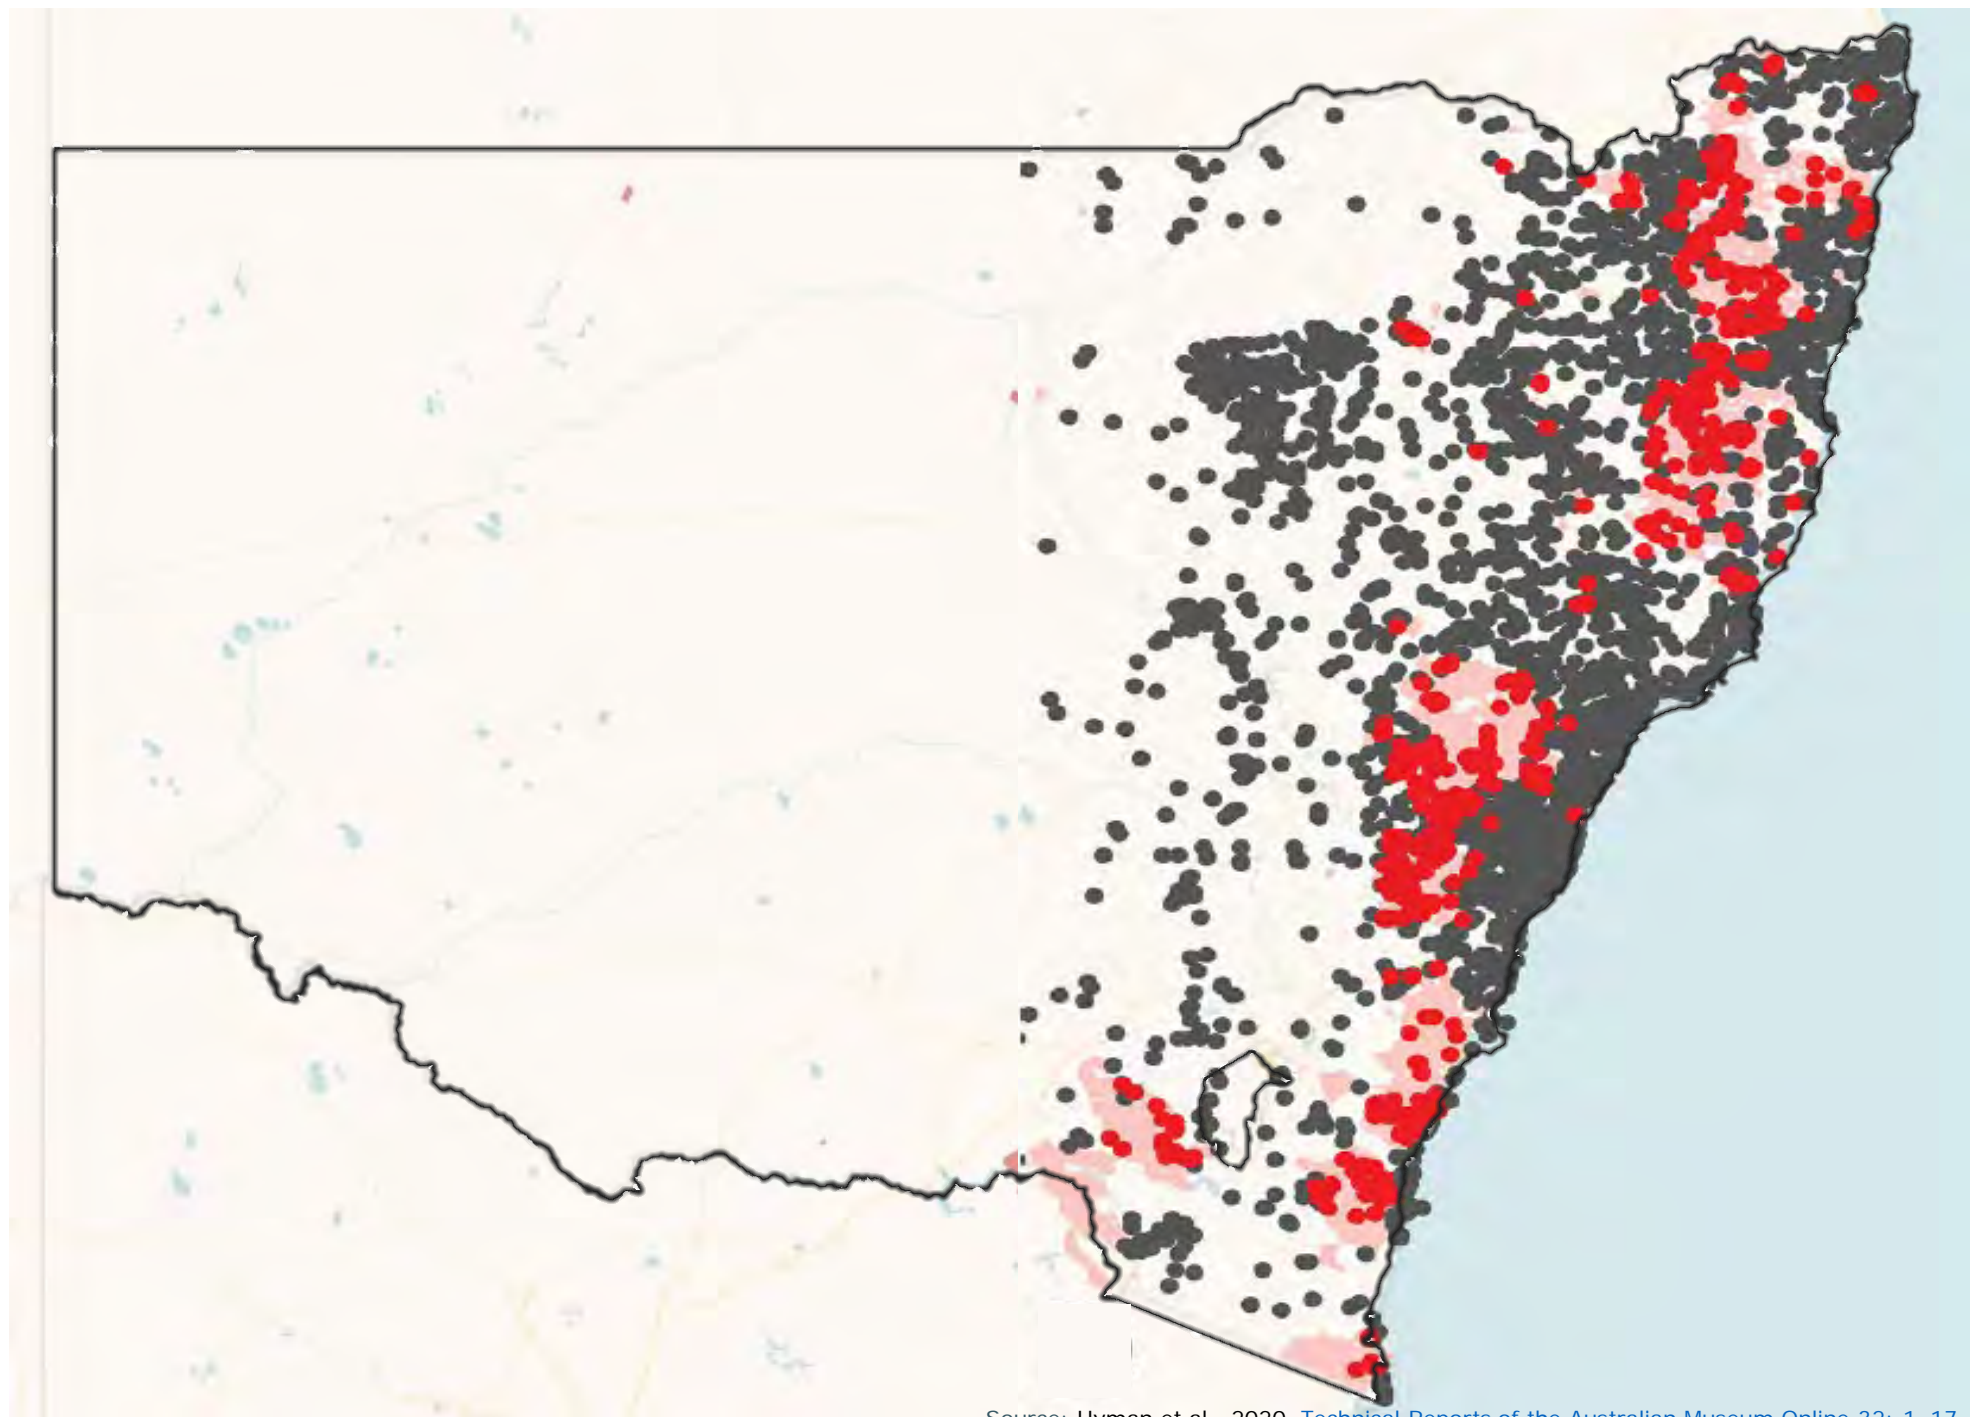 Source: Hyman et al., 2020. Technical Reports of the Australian Museum Online 32: 1–17